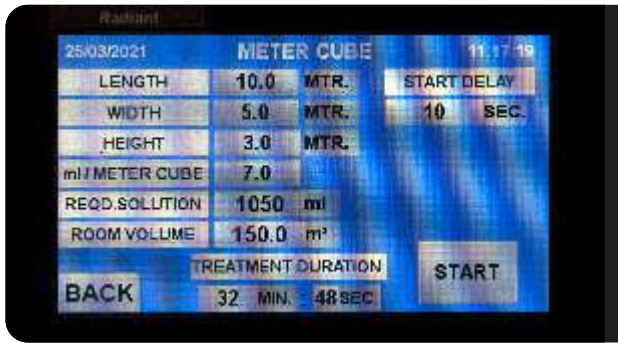 Radiant
25/03/2021 METER CUBE 11:17:19
LENGTH 10.0 MTR. START DELAY
WIDTH 5.0 MTR. 10 SEC.
HEIGHT 3.0 MTR.
ml / METER CUBE 7.0
REQD.SOLUTION 1050 ml
ROOM VOLUME 150.0 m³
TREATMENT DURATION START
BACK 32 MIN. 48 SEC.